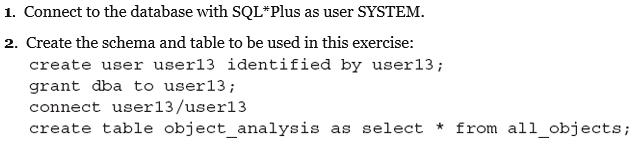 1. Connect to the database with SQL*Plus as user SYSTEM.
2. Create the schema and table to be used in this exercise:
create user user13 identified by user13;
grant dba to user13;
connect user13/user13
create table object_analysis as select * from all_objects;